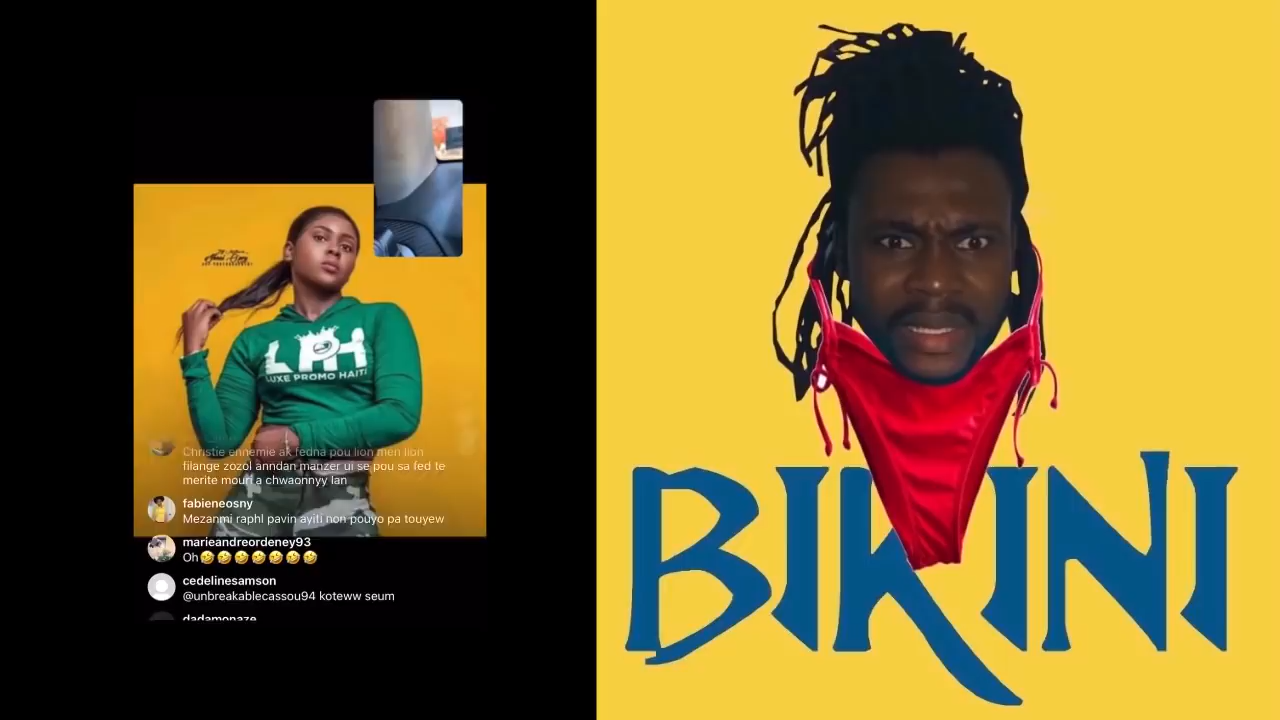 LPH
LUXE PROMO HAITI
Christie ennemie ak fedna pou lion men lion
filange zozol anndan manzer ui se pou sa fed te
merite mouri a chwaonnyy lan
fabieneosny
Mezanmi raphl pavin ayiti non pouyo pa touyew
marieandreordeney93
Oh🤣🤣🤣🤣🤣🤣🤣
cedelinesamson
@unbreakablecassou94 koteww seum
dadamonaze
BIKINI